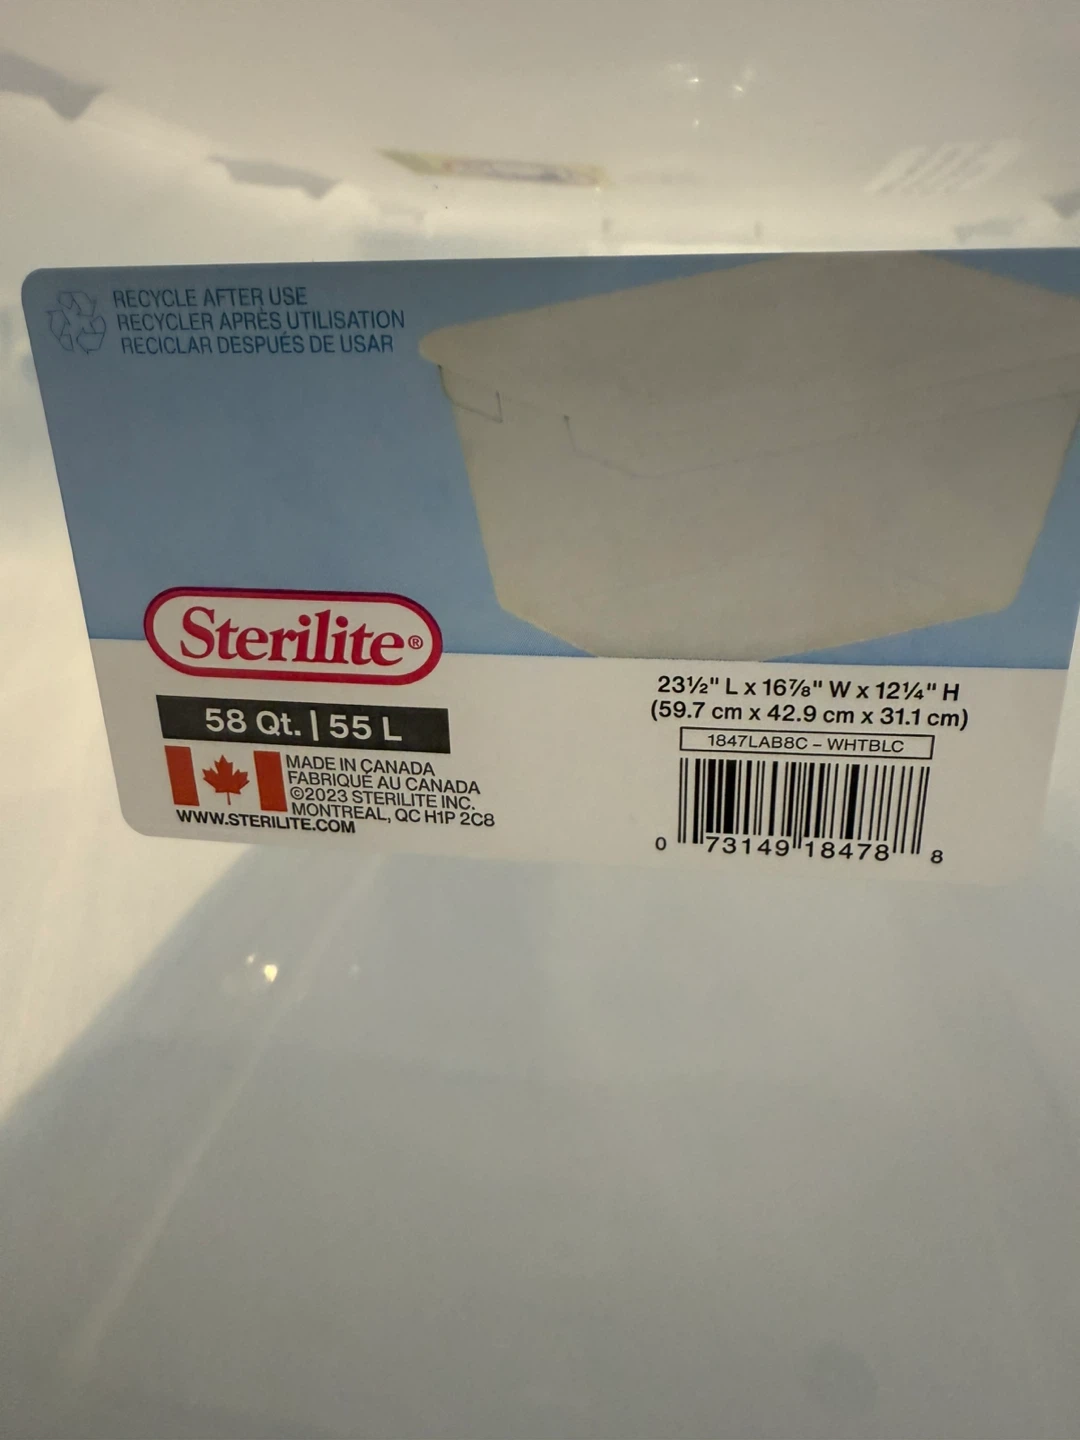 RECYCLE AFTER USE
RECYCLER APRÈS UTILISATION
RECICLAR DESPUÉS DE USAR
Sterilite®
58 Qt. | 55 L
MADE IN CANADA
FABRIQUÉ AU CANADA
©2023 STERILITE INC.
MONTREAL, QC H1P 2C8
WWW.STERILITE.COM
23½" L x 16⅞" W x 12¼" H
(59.7 cm x 42.9 cm x 31.1 cm)
1847LAB8C – WHTBLC
0 73149 18478 8